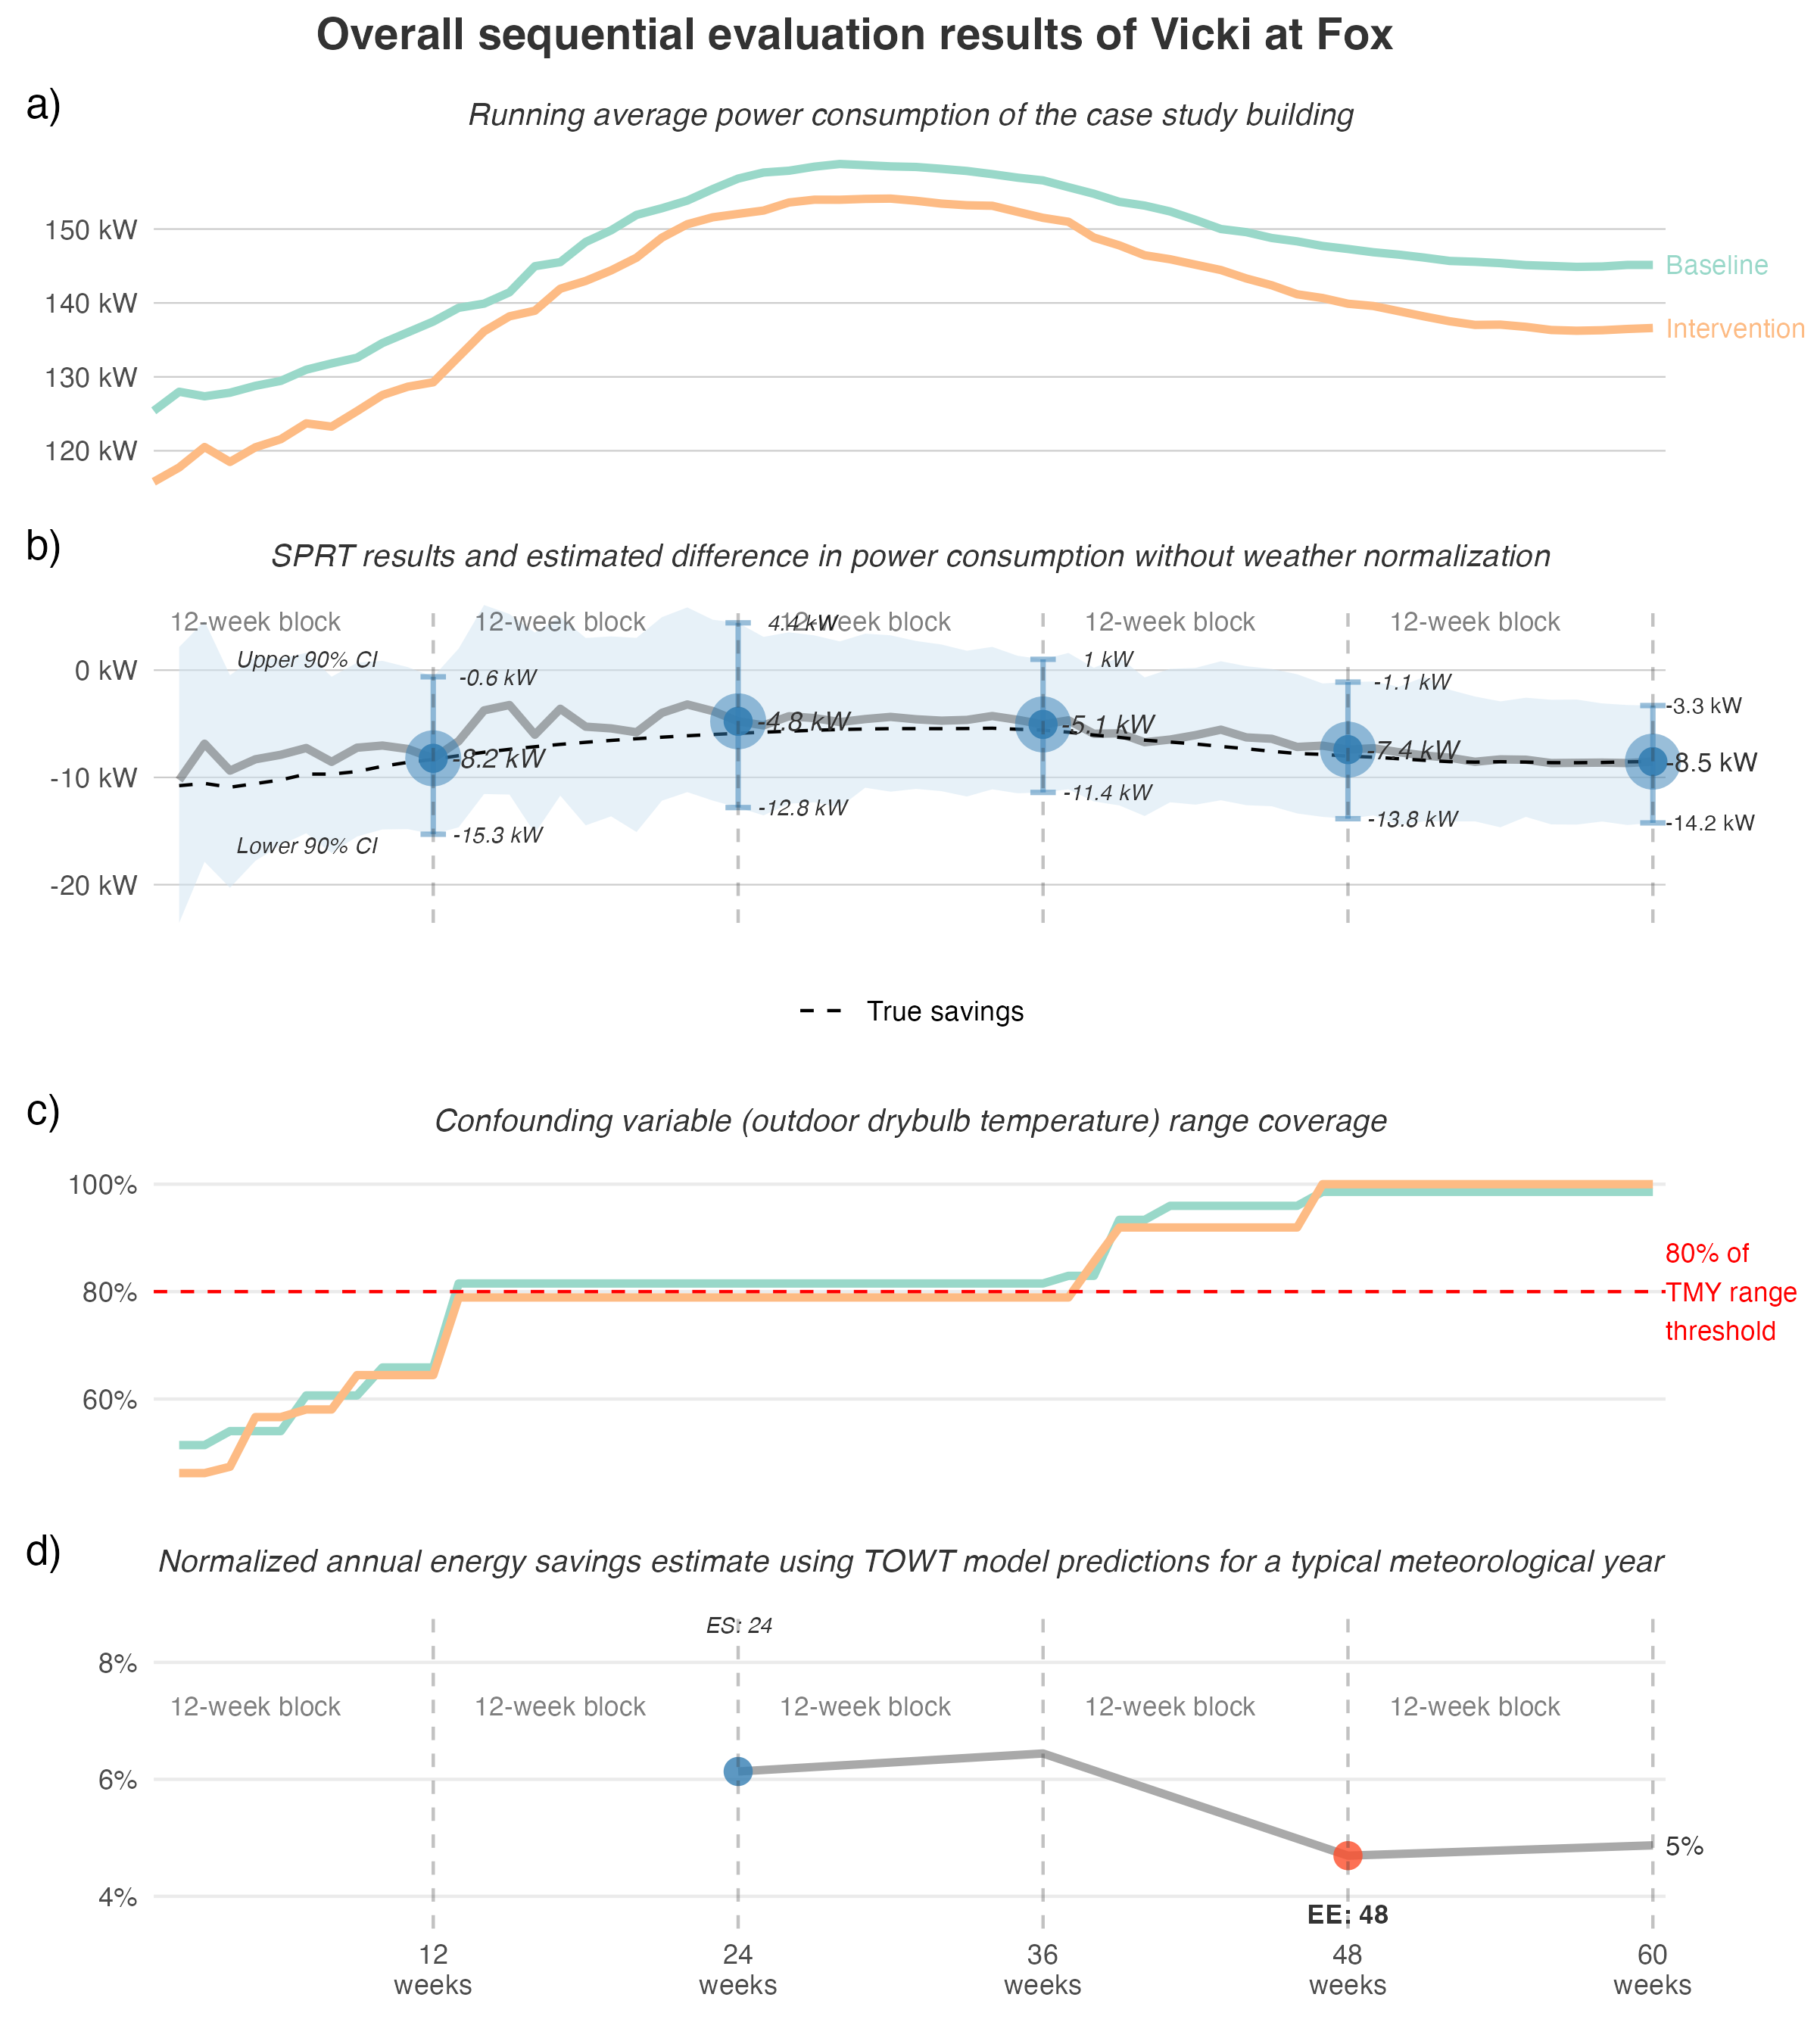 Overall sequential evaluation results of Vicki at Fox
a)
Running average power consumption of the case study building
150 kW
140 kW
130 kW
120 kW
Baseline
Intervention
b)
SPRT results and estimated difference in power consumption without weather normalization
12-week block
12-week block
12-week block
12-week block
12-week block
0 kW
-10 kW
-20 kW
Upper 90% CI
Lower 90% CI
-0.6 kW
-8.2 kW
-15.3 kW
4.4 kW
-4.8 kW
-12.8 kW
1 kW
-5.1 kW
-11.4 kW
-1.1 kW
-7.4 kW
-13.8 kW
-3.3 kW
-8.5 kW
-14.2 kW
True savings
c)
Confounding variable (outdoor drybulb temperature) range coverage
100%
80%
60%
80% of
TMY range
threshold
d)
Normalized annual energy savings estimate using TOWT model predictions for a typical meteorological year
ES: 24
8%
12-week block
12-week block
12-week block
12-week block
12-week block
6%
5%
4%
EE: 48
12
weeks
24
weeks
36
weeks
48
weeks
60
weeks